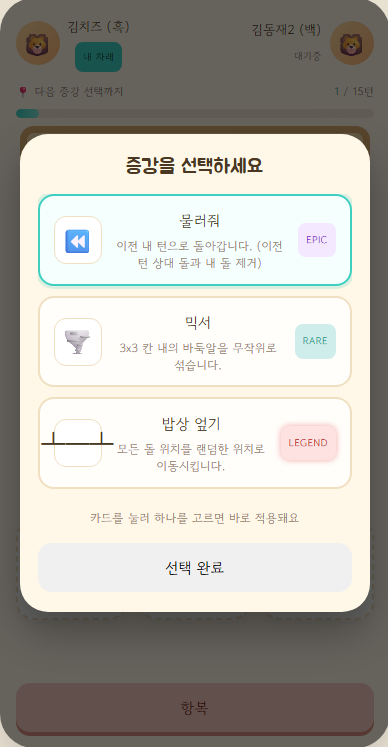 김치즈 (흑)
김동재2 (백)
내 차례
대기중
다음 증강 선택까지
1 / 15턴
증강을 선택하세요
물러줘
이전 내 턴으로 돌아갑니다. (이전
턴 상대 돌과 내 돌 제거)
EPIC
믹서
3x3 칸 내의 바둑알을 무작위로
섞습니다.
RARE
밥상 엎기
모든 돌 위치를 랜덤한 위치로
이동시킵니다.
LEGEND
카드를 눌러 하나를 고르면 바로 적용돼요
선택 완료
항복